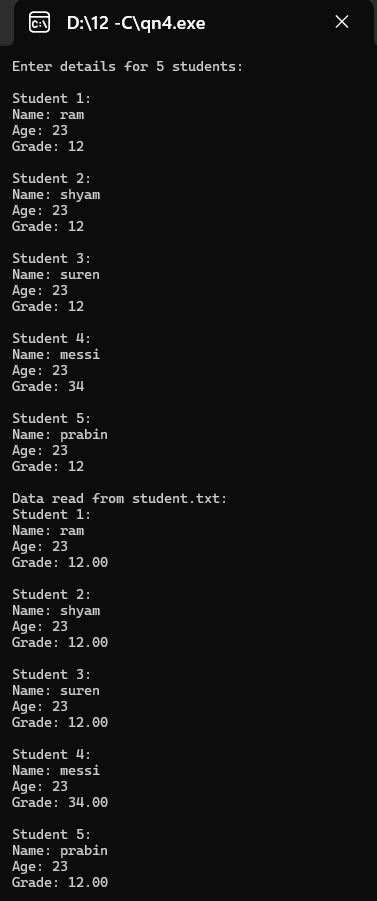 D:\12 -C\qn4.exe
Enter details for 5 students:
Student 1:
Name: ram
Age: 23
Grade: 12
Student 2:
Name: shyam
Age: 23
Grade: 12
Student 3:
Name: suren
Age: 23
Grade: 12
Student 4:
Name: messi
Age: 23
Grade: 34
Student 5:
Name: prabin
Age: 23
Grade: 12
Data read from student.txt:
Student 1:
Name: ram
Age: 23
Grade: 12.00
Student 2:
Name: shyam
Age: 23
Grade: 12.00
Student 3:
Name: suren
Age: 23
Grade: 12.00
Student 4:
Name: messi
Age: 23
Grade: 34.00
Student 5:
Name: prabin
Age: 23
Grade: 12.00